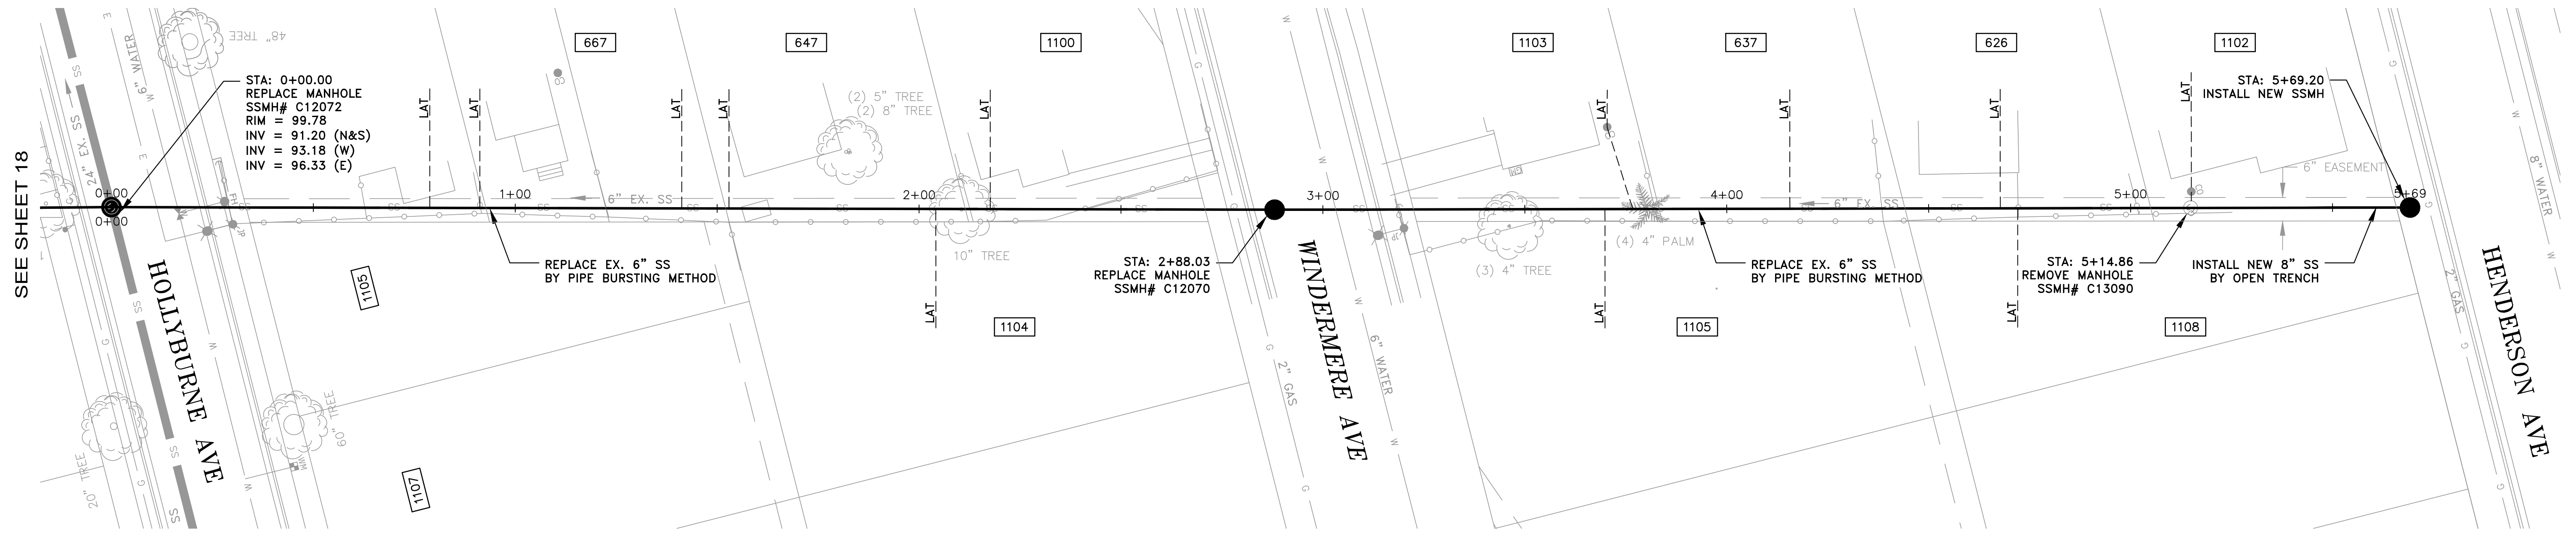 SEE SHEET 18
48" TREE
6" WATER
24" EX. SS
STA: 0+00.00
REPLACE MANHOLE
SSMH# C12072
RIM = 99.78
INV = 91.20 (N&S)
INV = 93.18 (W)
INV = 96.33 (E)
0+00
0+00
FH
JP
HOLLYBURNE AVE
20" TREE
60" TREE
WM
1105
1107
667
647
1100
LAT
LAT
LAT
LAT
LAT
CO
(2) 5" TREE
(2) 8" TREE
1+00
6" EX. SS
2+00
REPLACE EX. 6" SS
BY PIPE BURSTING METHOD
10" TREE
LAT
1104
STA: 2+88.03
REPLACE MANHOLE
SSMH# C12070
WINDERMERE AVE
2" GAS
6" WATER
3+00
JP
1103
637
626
1102
LAT
LAT
LAT
LAT
CO
GM
(3) 4" TREE
(4) 4" PALM
LAT
1105
4+00
6" EX. SS
REPLACE EX. 6" SS
BY PIPE BURSTING METHOD
LAT
5+00
CO
STA: 5+14.86
REMOVE MANHOLE
SSMH# C13090
1108
INSTALL NEW 8" SS
BY OPEN TRENCH
6" EASEMENT
STA: 5+69.20
INSTALL NEW SSMH
5+69
2" GAS
8" WATER
HENDERSON AVE